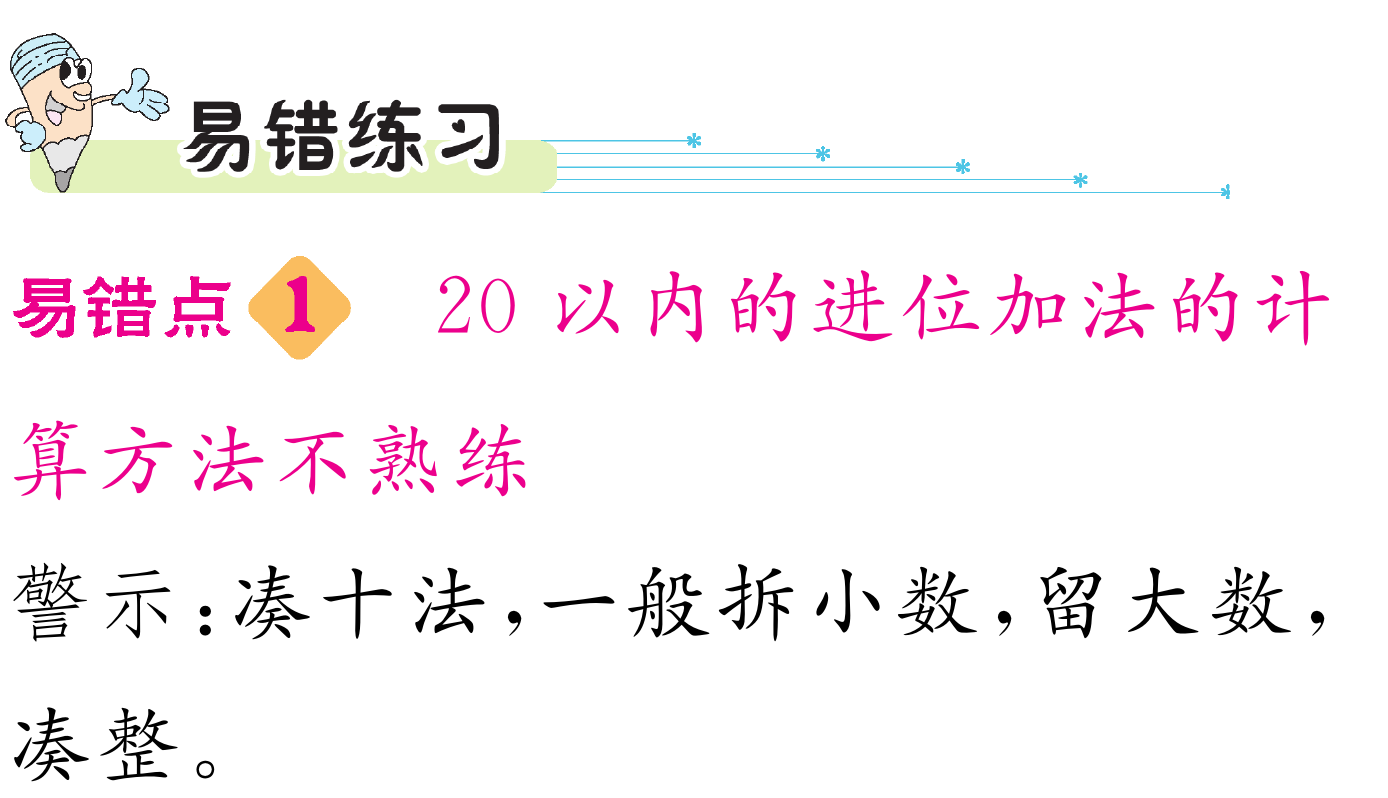 易错练习
易错点 1 20 以内的进位加法的计
算方法不熟练
警示:凑十法,一般拆小数,留大数,
凑整。